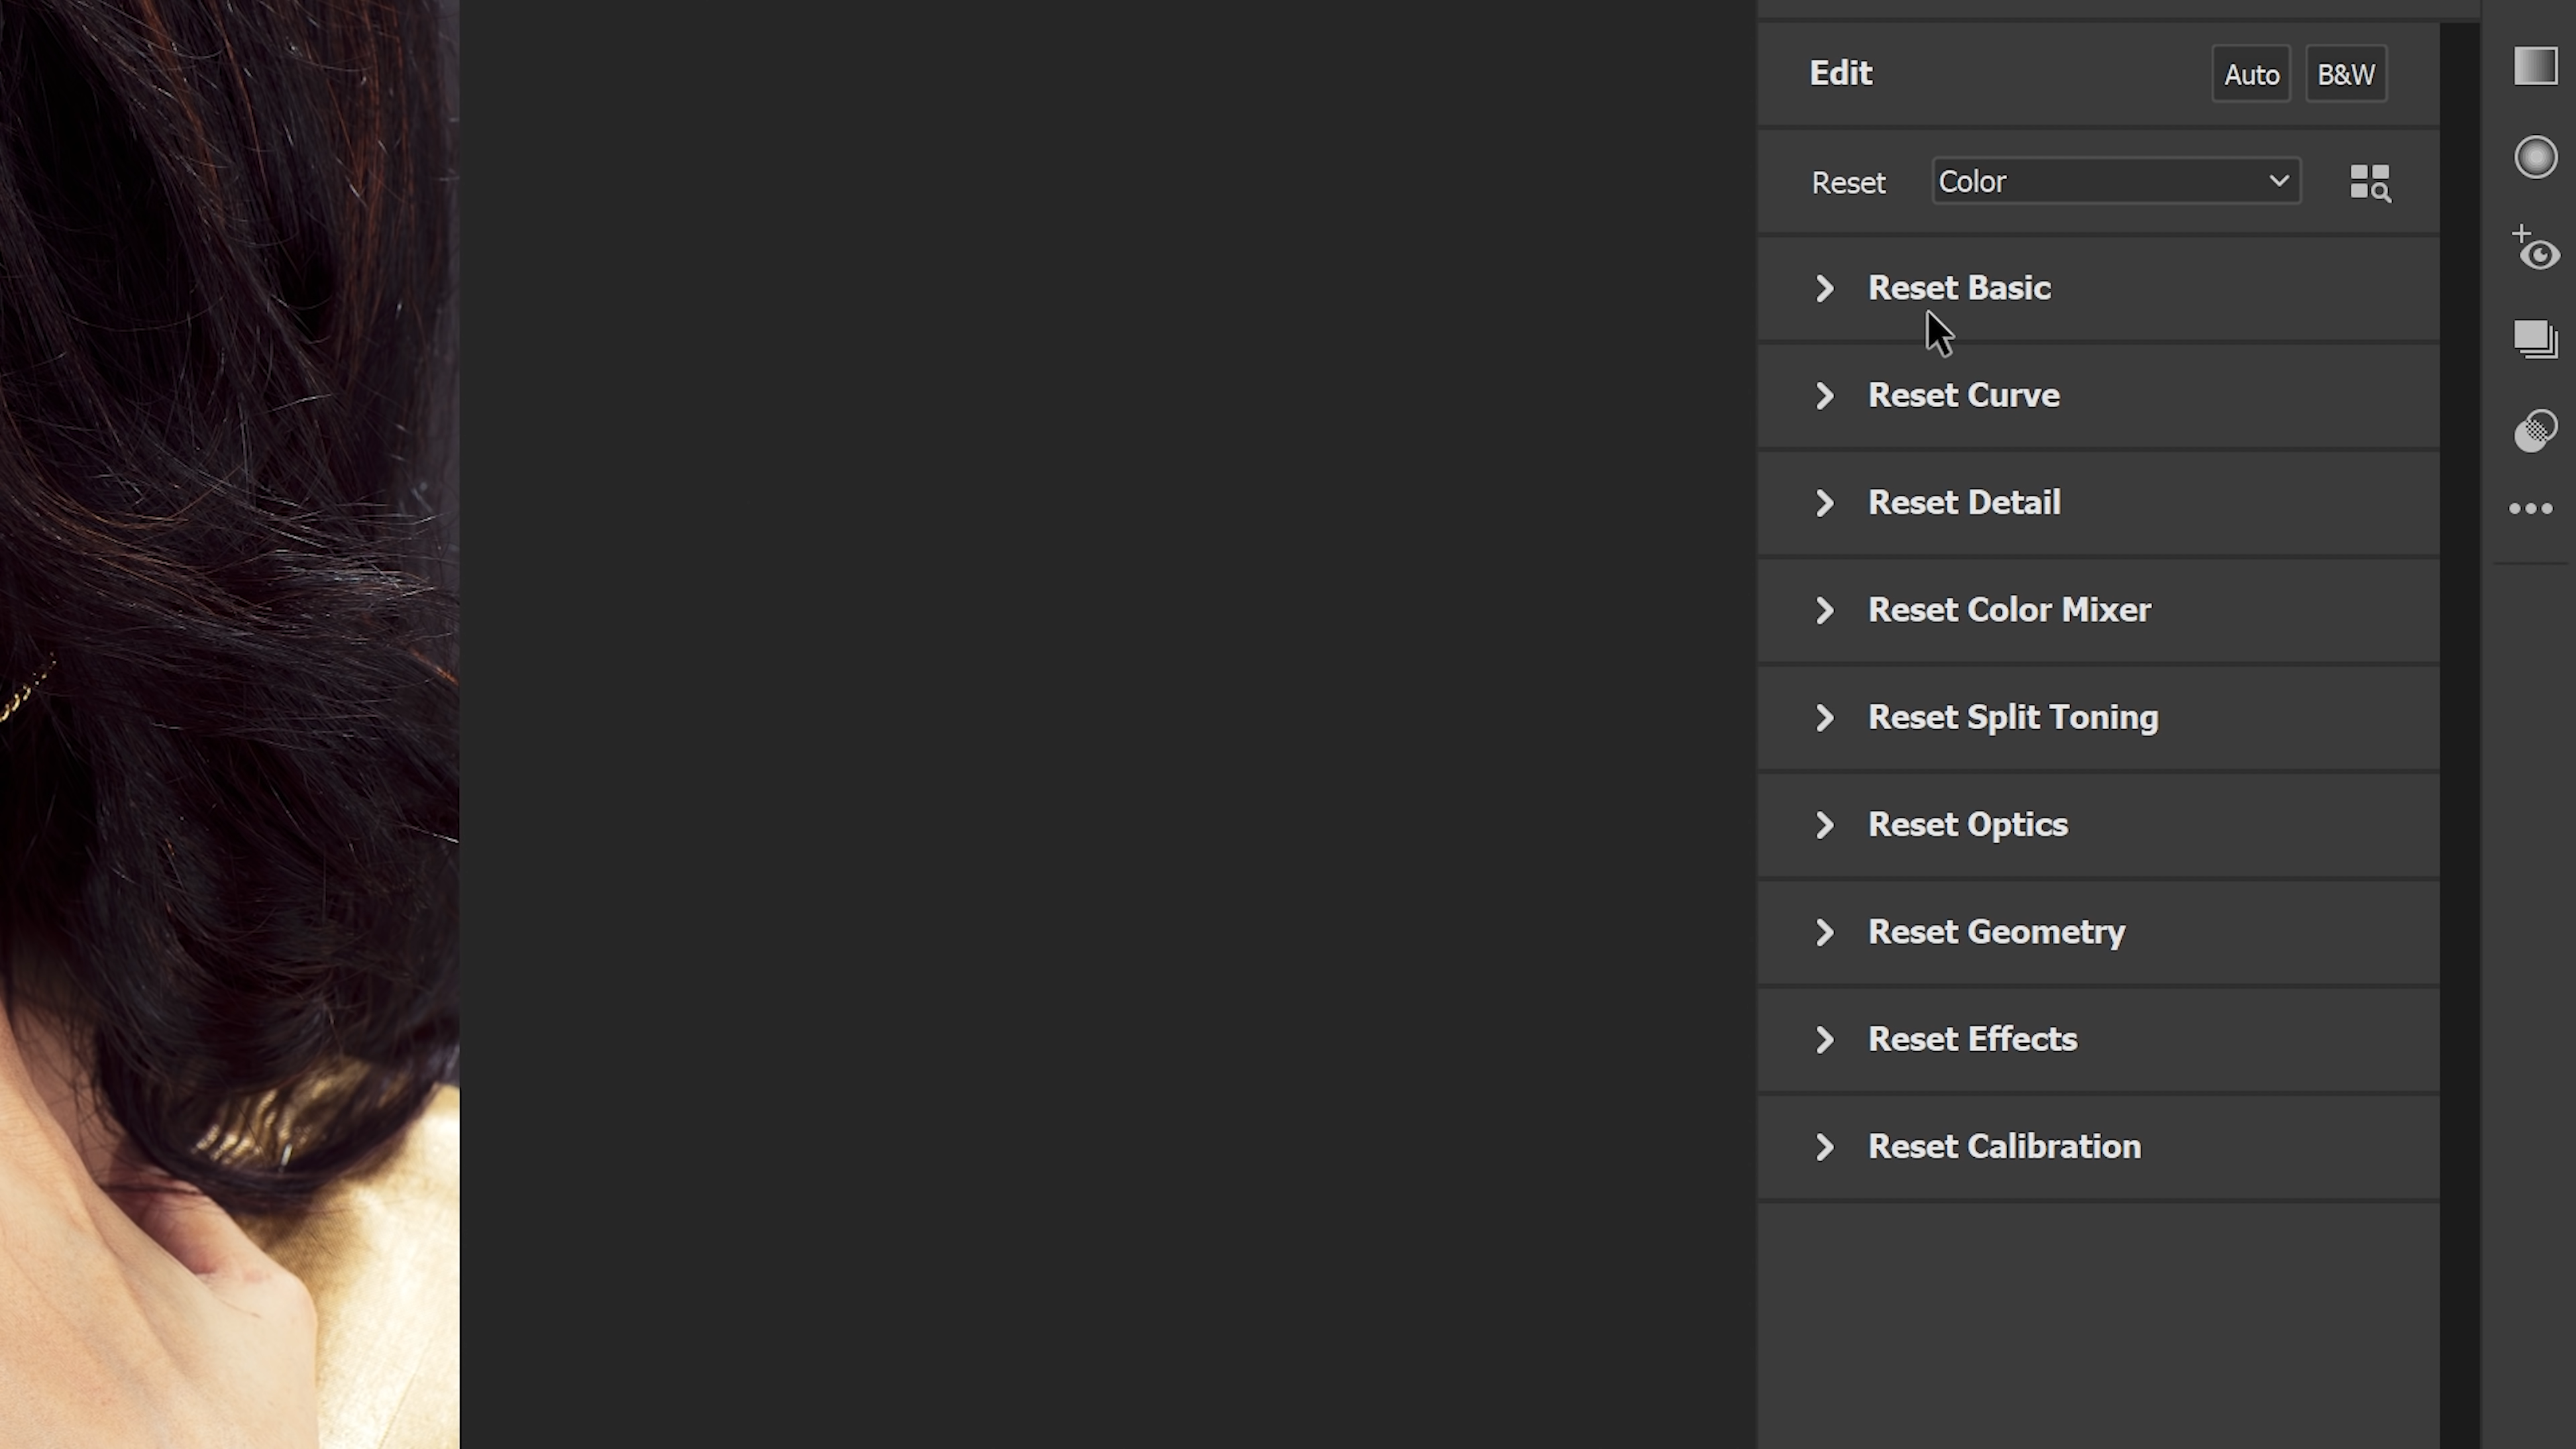 Edit
Auto
B&W
Reset
Color
Reset Basic
Reset Curve
Reset Detail
Reset Color Mixer
Reset Split Toning
Reset Optics
Reset Geometry
Reset Effects
Reset Calibration